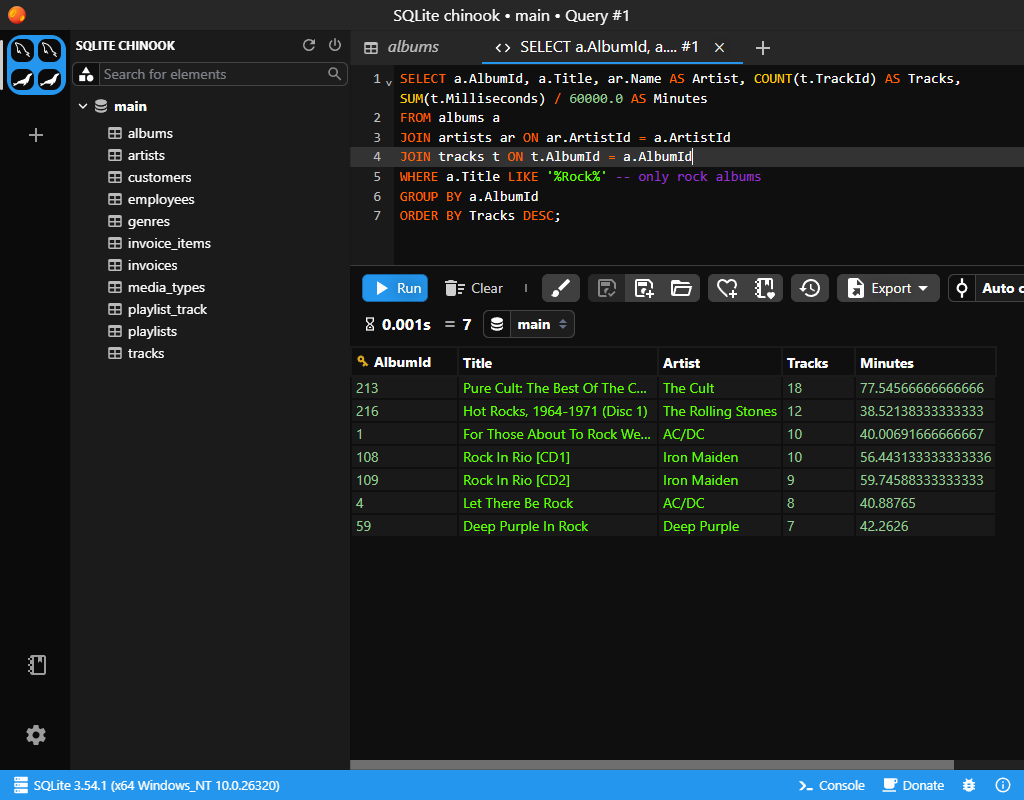 SQLite chinook • main • Query #1
SQLITE CHINOOK
Search for elements
main
albums
artists
customers
employees
genres
invoice_items
invoices
media_types
playlist_track
playlists
tracks
albums
SELECT a.AlbumId, a.... #1
1 SELECT a.AlbumId, a.Title, ar.Name AS Artist, COUNT(t.TrackId) AS Tracks,
SUM(t.Milliseconds) / 60000.0 AS Minutes
2 FROM albums a
3 JOIN artists ar ON ar.ArtistId = a.ArtistId
4 JOIN tracks t ON t.AlbumId = a.AlbumId
5 WHERE a.Title LIKE '%Rock%' -- only rock albums
6 GROUP BY a.AlbumId
7 ORDER BY Tracks DESC;
Run Clear Export Auto c
0.001s = 7 main
AlbumId Title Artist Tracks Minutes
213 Pure Cult: The Best Of The C... The Cult 18 77.54566666666666
216 Hot Rocks, 1964-1971 (Disc 1) The Rolling Stones 12 38.52138333333333
1 For Those About To Rock We... AC/DC 10 40.00691666666667
108 Rock In Rio [CD1] Iron Maiden 10 56.443133333333336
109 Rock In Rio [CD2] Iron Maiden 9 59.74588333333333
4 Let There Be Rock AC/DC 8 40.88765
59 Deep Purple In Rock Deep Purple 7 42.2626
SQLite 3.54.1 (x64 Windows_NT 10.0.26320) Console Donate